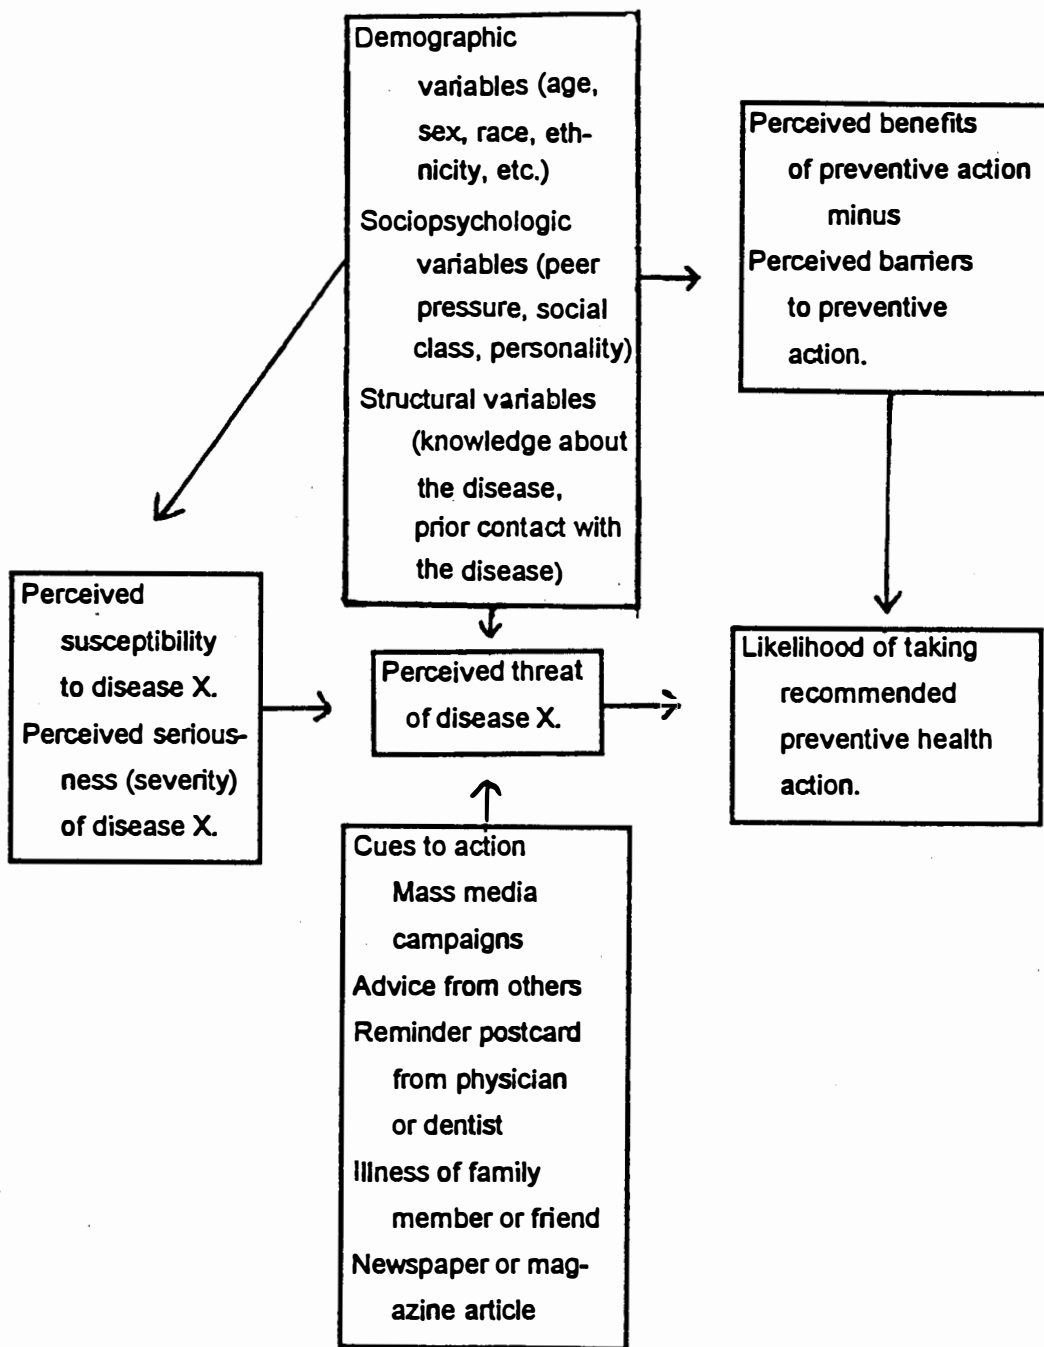 Demographic
variables (age,
sex, race, eth-
nicity, etc.)
Sociopsychologic
variables (peer
pressure, social
class, personality)
Structural variables
(knowledge about
the disease,
prior contact with
the disease)
Perceived benefits
of preventive action
minus
Perceived barriers
to preventive
action.
Perceived
susceptibility
to disease X.
Perceived serious-
ness (severity)
of disease X.
Perceived threat
of disease X.
Likelihood of taking
recommended
preventive health
action.
Cues to action
Mass media
campaigns
Advice from others
Reminder postcard
from physician
or dentist
Illness of family
member or friend
Newspaper or mag-
azine article